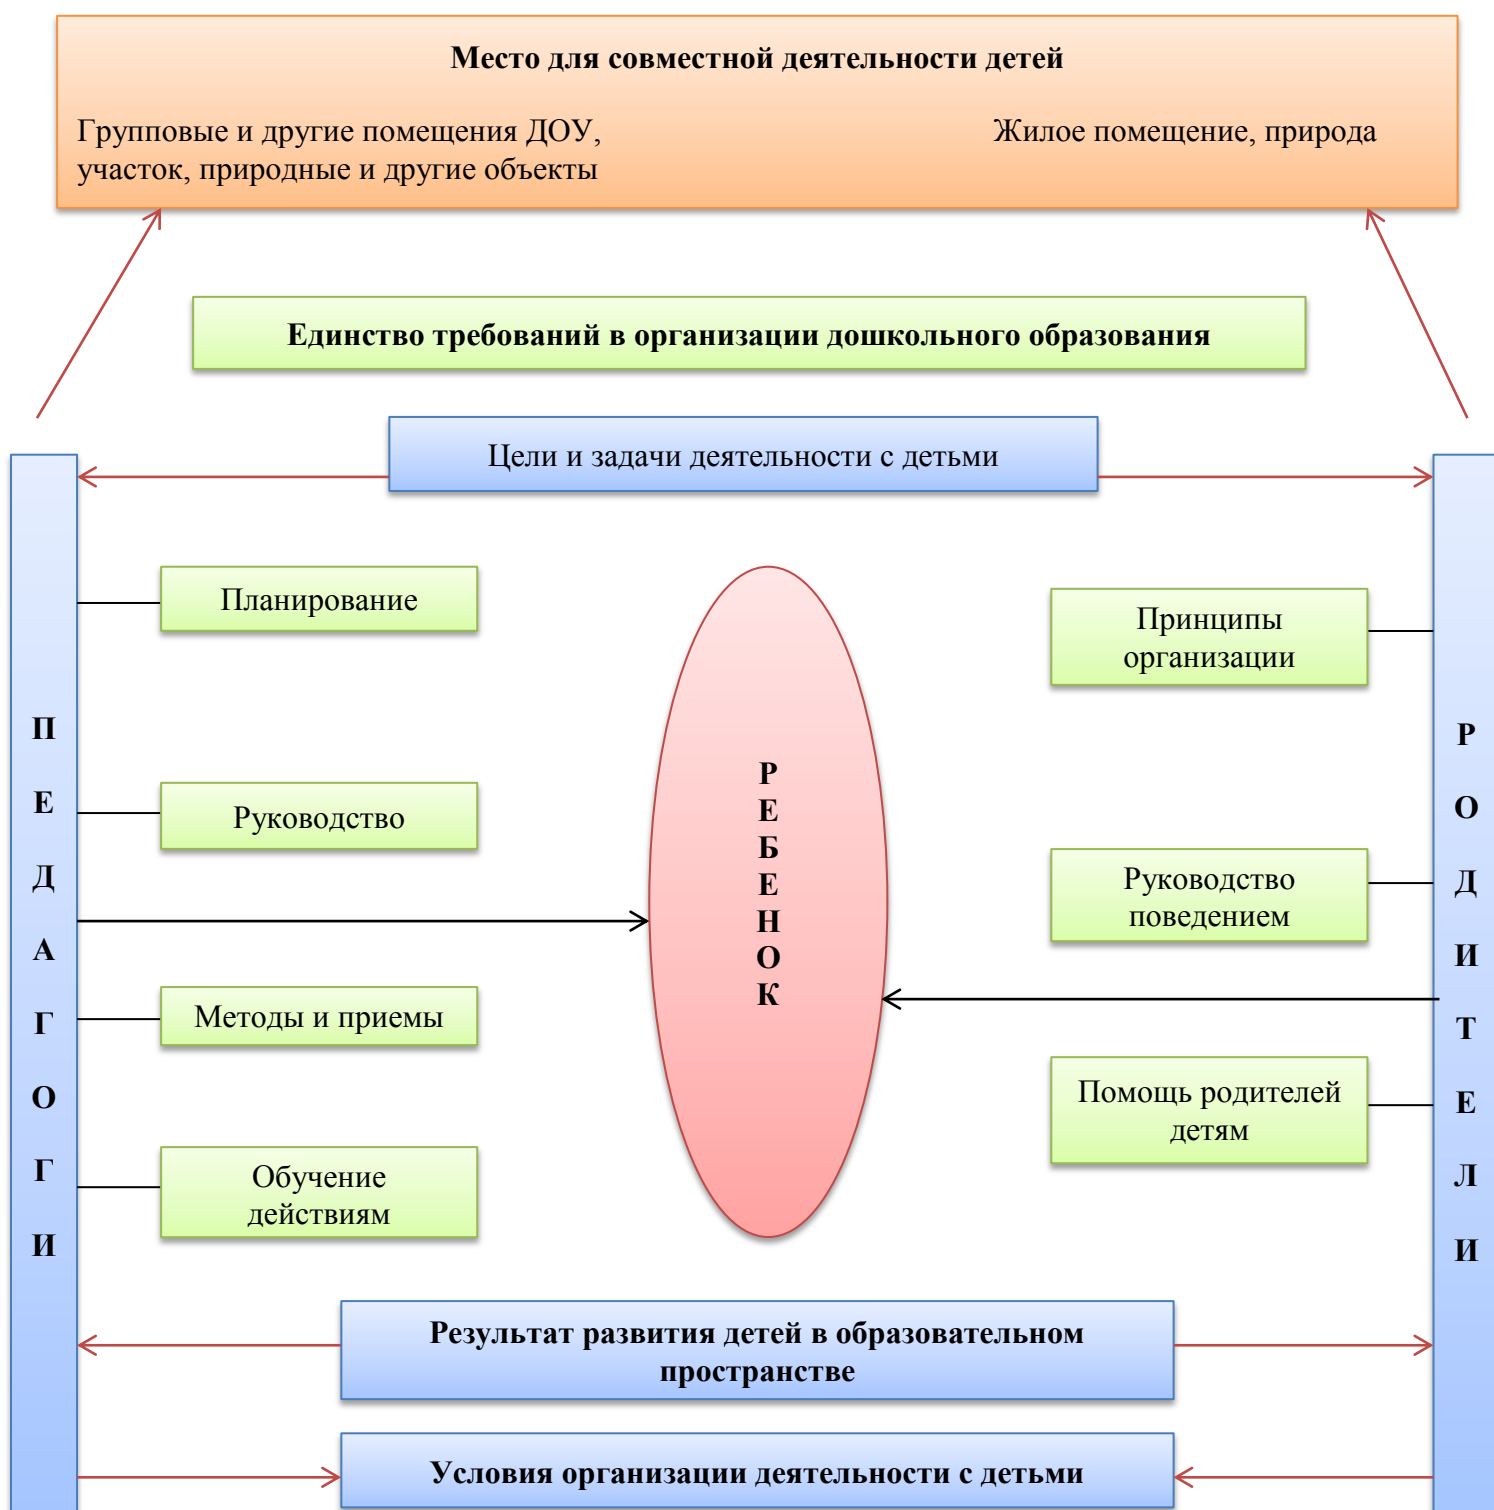 Место для совместной деятельности детей
Групповые и другие помещения ДОУ,
участок, природные и другие объекты
Жилое помещение, природа
Единство требований в организации дошкольного образования
Цели и задачи деятельности с детьми
П
Е
Д
А
Г
О
Г
И
Планирование
Руководство
Методы и приемы
Обучение
действиям
Р
Е
Б
Е
Н
О
К
Принципы
организации
Руководство
поведением
Помощь родителей
детям
Р
О
Д
И
Т
Е
Л
И
Результат развития детей в образовательном
пространстве
Условия организации деятельности с детьми